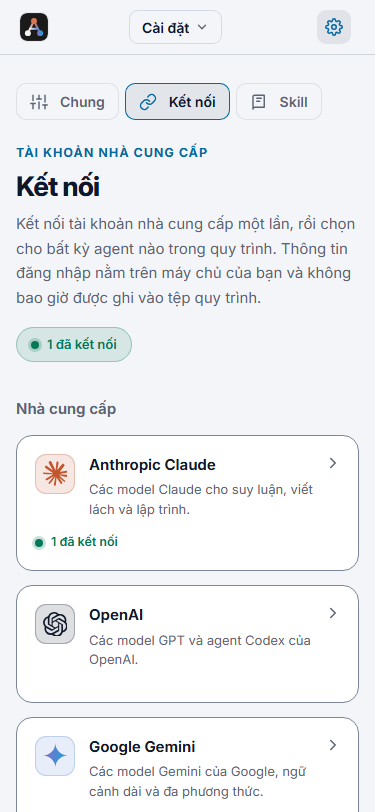 Cài đặt
Chung
Kết nối
Skill
TÀI KHOẢN NHÀ CUNG CẤP
Kết nối
Kết nối tài khoản nhà cung cấp một lần, rồi chọn
cho bất kỳ agent nào trong quy trình. Thông tin
đăng nhập nằm trên máy chủ của bạn và không
bao giờ được ghi vào tệp quy trình.
1 đã kết nối
Nhà cung cấp
Anthropic Claude
Các model Claude cho suy luận, viết
lách và lập trình.
1 đã kết nối
OpenAI
Các model GPT và agent Codex của
OpenAI.
Google Gemini
Các model Gemini của Google, ngữ
cảnh dài và đa phương thức.